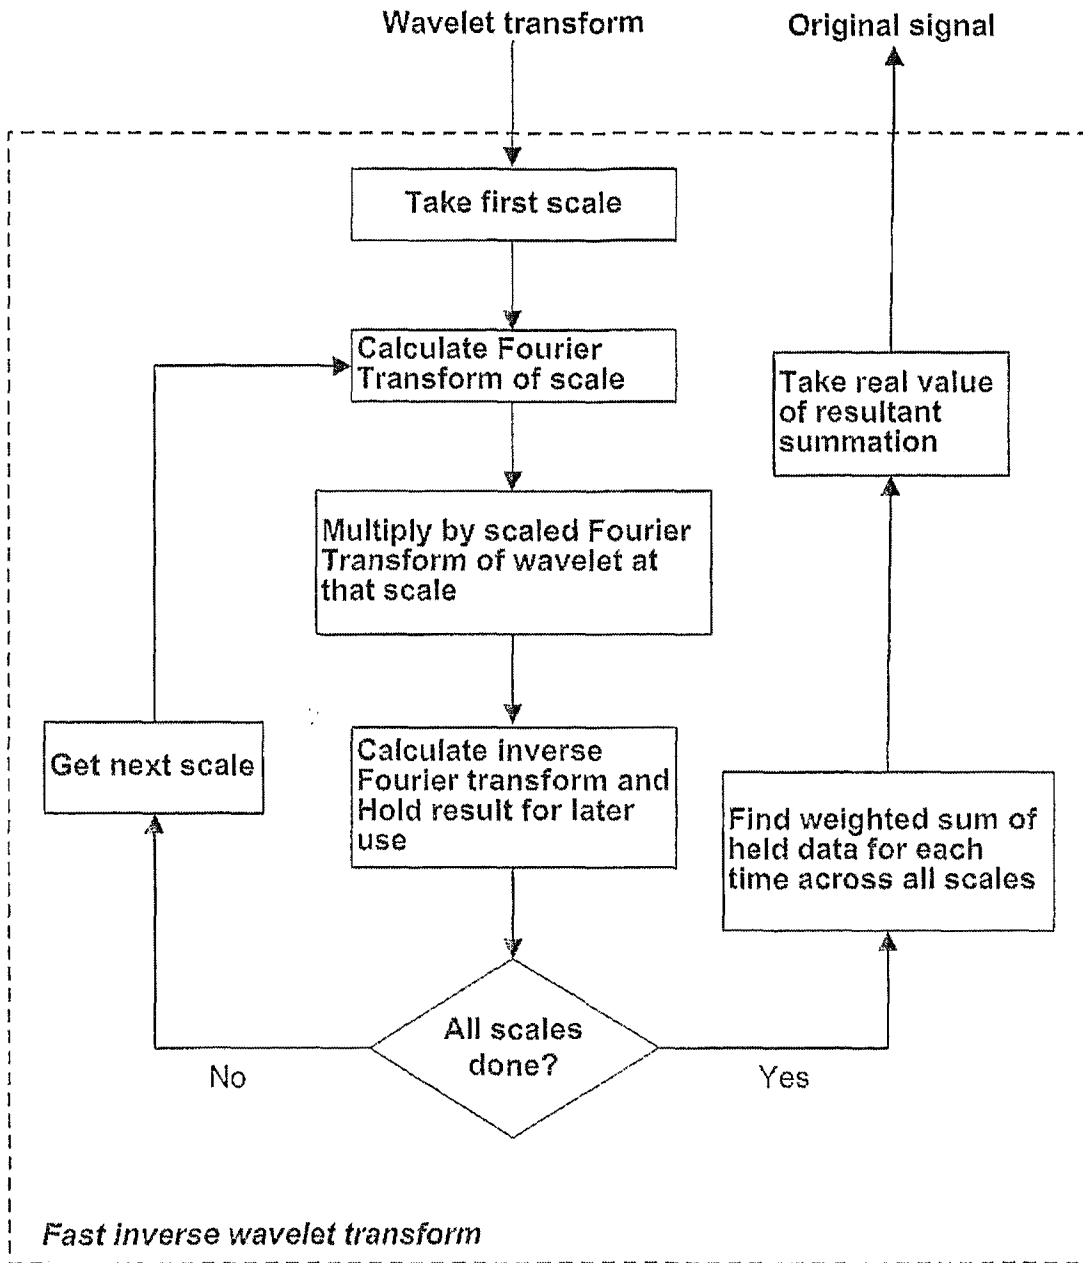 Wavelet transform
Original signal
Take first scale
Calculate Fourier
Transform of scale
Take real value
of resultant
summation
Multiply by scaled Fourier
Transform of wavelet at
that scale
Get next scale
Calculate inverse
Fourier transform and
Hold result for later
use
Find weighted sum of
held data for each
time across all scales
All scales
done?
No
Yes
Fast inverse wavelet transform